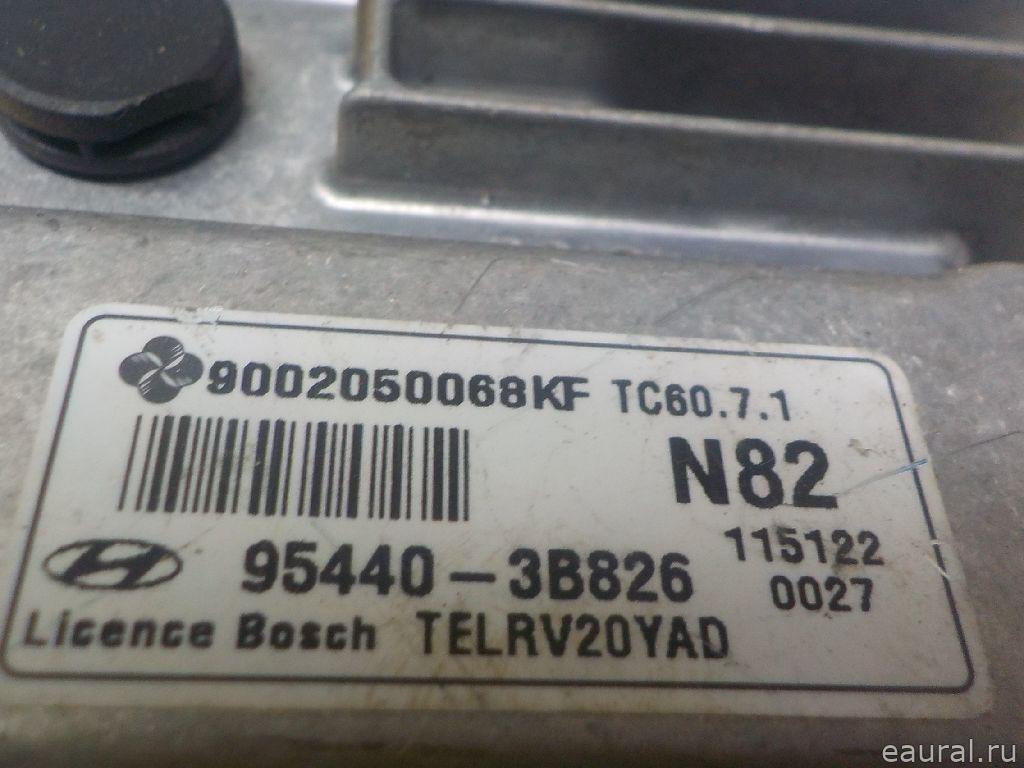 9002050068KF TC60.7.1
N82
115122
95440-3B826 0027
Licence Bosch TELRV20YAD
eaural.ru